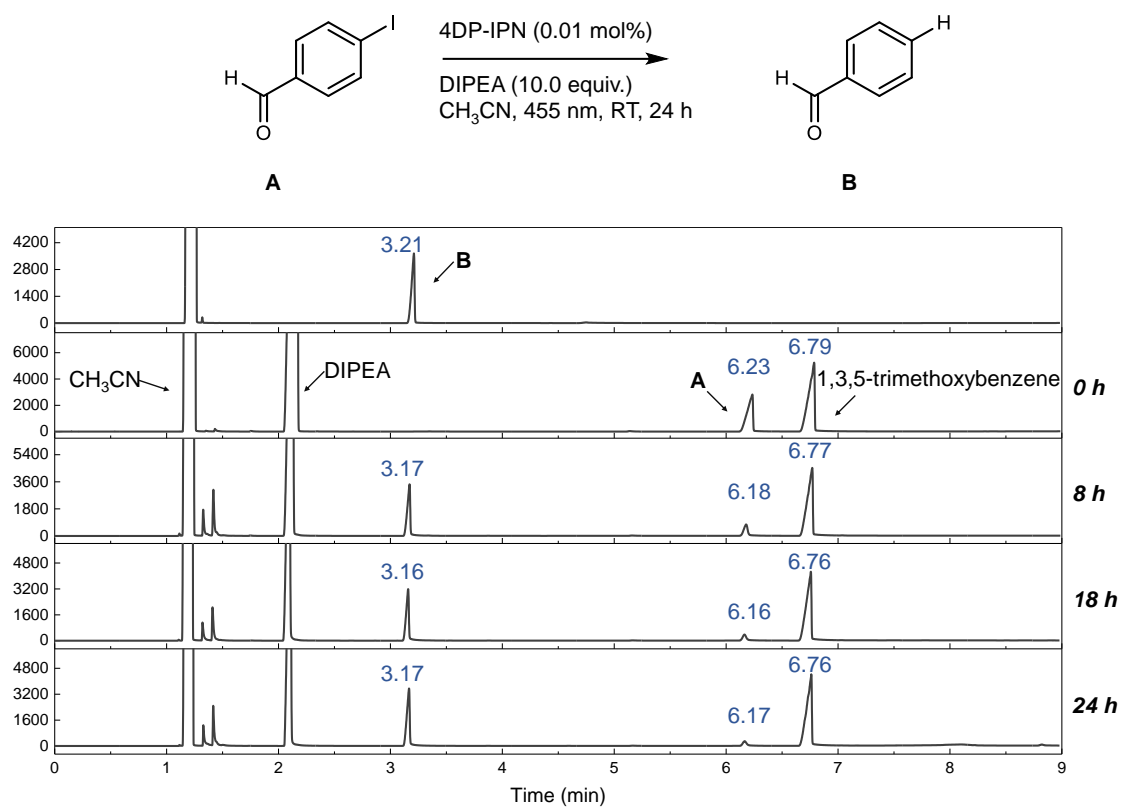 I
H
O
A
4DP-IPN (0.01 mol%)
DIPEA (10.0 equiv.)
CH₃CN, 455 nm, RT, 24 h
H
H
O
B
4200
2800
1400
0
3.21
B
6000
4000
2000
0
CH₃CN
DIPEA
A
6.23
6.79
1,3,5-trimethoxybenzene
0 h
5400
3600
1800
0
3.17
6.18
6.77
8 h
4800
3200
1600
0
3.16
6.16
6.76
18 h
4800
3200
1600
0
3.17
6.17
6.76
24 h
0 1 2 3 4 5 6 7 8 9
Time (min)